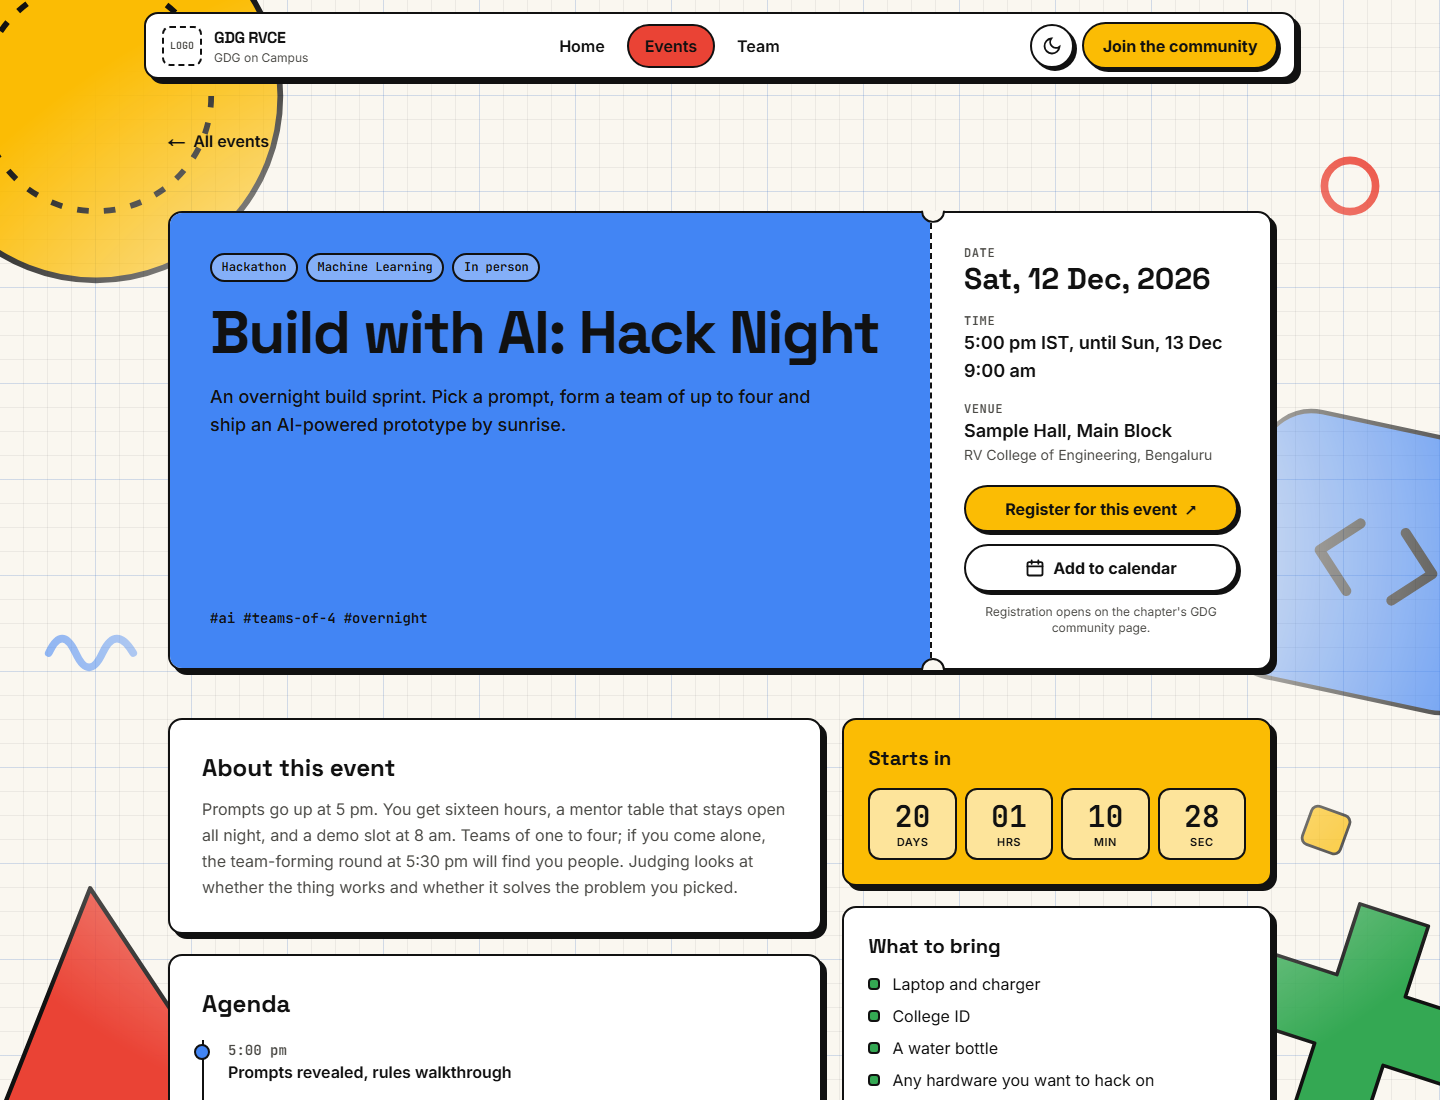 LOGO
GDG RVCE
GDG on Campus
Home
Events
Team
Join the community
← All events
Hackathon
Machine Learning
In person
Build with AI: Hack Night
An overnight build sprint. Pick a prompt, form a team of up to four and
ship an AI-powered prototype by sunrise.
#ai #teams-of-4 #overnight
DATE
Sat, 12 Dec, 2026
TIME
5:00 pm IST, until Sun, 13 Dec
9:00 am
VENUE
Sample Hall, Main Block
RV College of Engineering, Bengaluru
Register for this event ↗
Add to calendar
Registration opens on the chapter's GDG
community page.
About this event
Prompts go up at 5 pm. You get sixteen hours, a mentor table that stays open
all night, and a demo slot at 8 am. Teams of one to four; if you come alone,
the team-forming round at 5:30 pm will find you people. Judging looks at
whether the thing works and whether it solves the problem you picked.
Agenda
5:00 pm
Prompts revealed, rules walkthrough
Starts in
20 01 10 28
DAYS HRS MIN SEC
What to bring
Laptop and charger
College ID
A water bottle
Any hardware you want to hack on